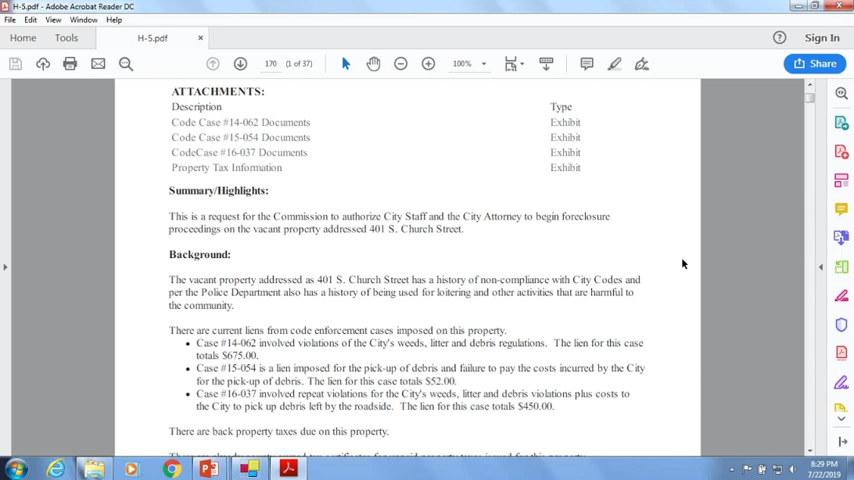 H-5.pdf - Adobe Acrobat Reader DC
File Edit View Window Help
Home Tools H-5.pdf × Sign In
170 (1 of 37) 100% Share
ATTACHMENTS:
Description Type
Code Case #14-062 Documents Exhibit
Code Case #15-054 Documents Exhibit
CodeCase #16-037 Documents Exhibit
Property Tax Information Exhibit
Summary/Highlights:
This is a request for the Commission to authorize City Staff and the City Attorney to begin foreclosure
proceedings on the vacant property addressed 401 S. Church Street.
Background:
The vacant property addressed as 401 S. Church Street has a history of non-compliance with City Codes and
per the Police Department also has a history of being used for loitering and other activities that are harmful to
the community.
There are current liens from code enforcement cases imposed on this property.
• Case #14-062 involved violations of the City's weeds, litter and debris regulations. The lien for this case
totals $675.00.
• Case #15-054 is a lien imposed for the pick-up of debris and failure to pay the costs incurred by the City
for the pick-up of debris. The lien for this case totals $52.00.
• Case #16-037 involved repeat violations for the City's weeds, litter and debris violations plus costs to
the City to pick up debris left by the roadside. The lien for this case totals $450.00.
There are back property taxes due on this property.
8:29 PM
7/22/2019